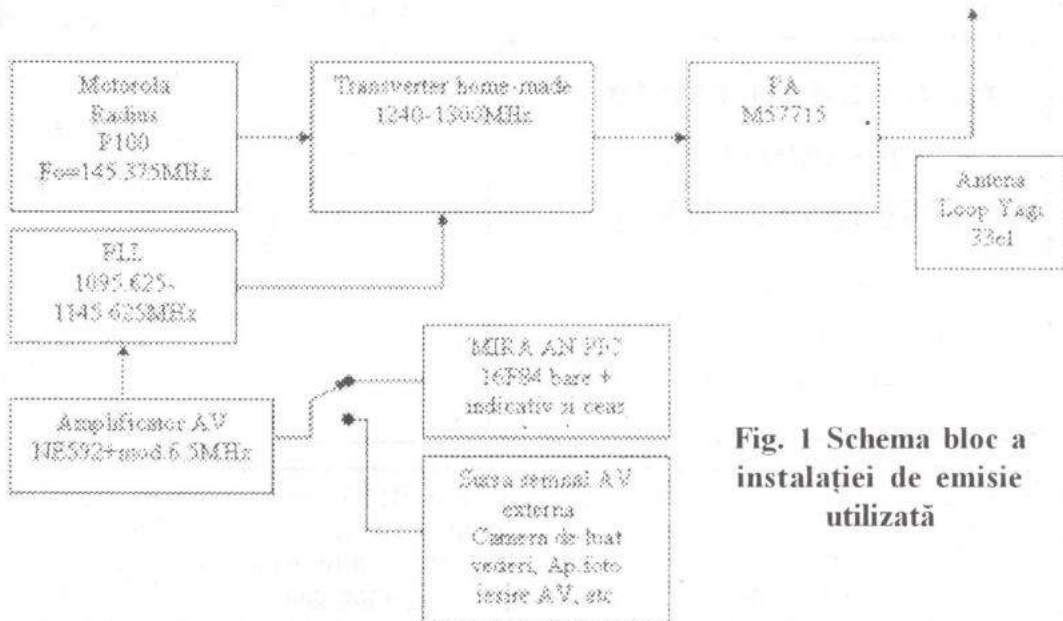 Motorola
Radius
P100
Fo=145.375MHz
Transverter home-made
1240-1300MHz
PA
M57715
Antena
Loop Yagi
33el
PLL
1095.625-
1145.625MHz
MIRA AN PIC
16F84 bare +
indicativ si ceas
Amplificator AV
NE592+mod.6.5MHz
Sursa semnal AV
externa
Camera de luat
vederi, Ap.foto
iesire AV, etc
Fig. 1 Schema bloc a
instalației de emisie
utilizată